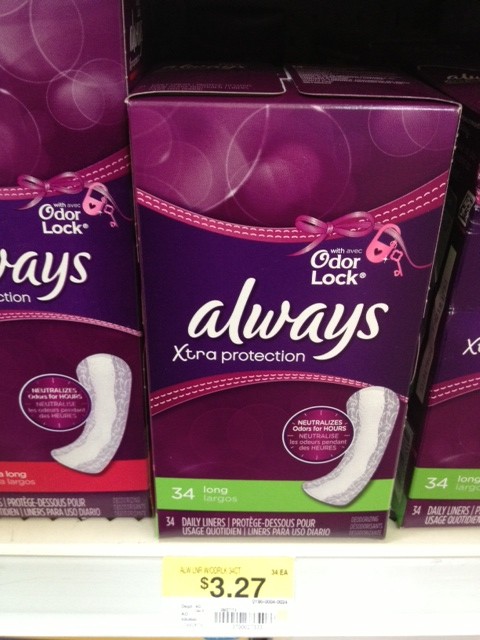 with avec
Odor
Lock®
ways
ction
NEUTRALIZES
Odors for HOURS
NEUTRALISE
les odeurs pendant
des HEURES
long
largos
PROTÈGE-DESSOUS POUR
LINERS PARA USO DIARIO
with avec
Odor
Lock®
always
Xtra protection
NEUTRALIZES
Odors for HOURS
NEUTRALISE
les odeurs pendant
des HEURES
34 long
largos
34 DAILY LINERS | PROTÈGE-DESSOUS POUR
USAGE QUOTIDIEN | LINERS PARA USO DIARIO
alwa
X
34 long
largos
34 DAILY LINERS
USAGE QUOTIDIEN
34 EA
$3.27